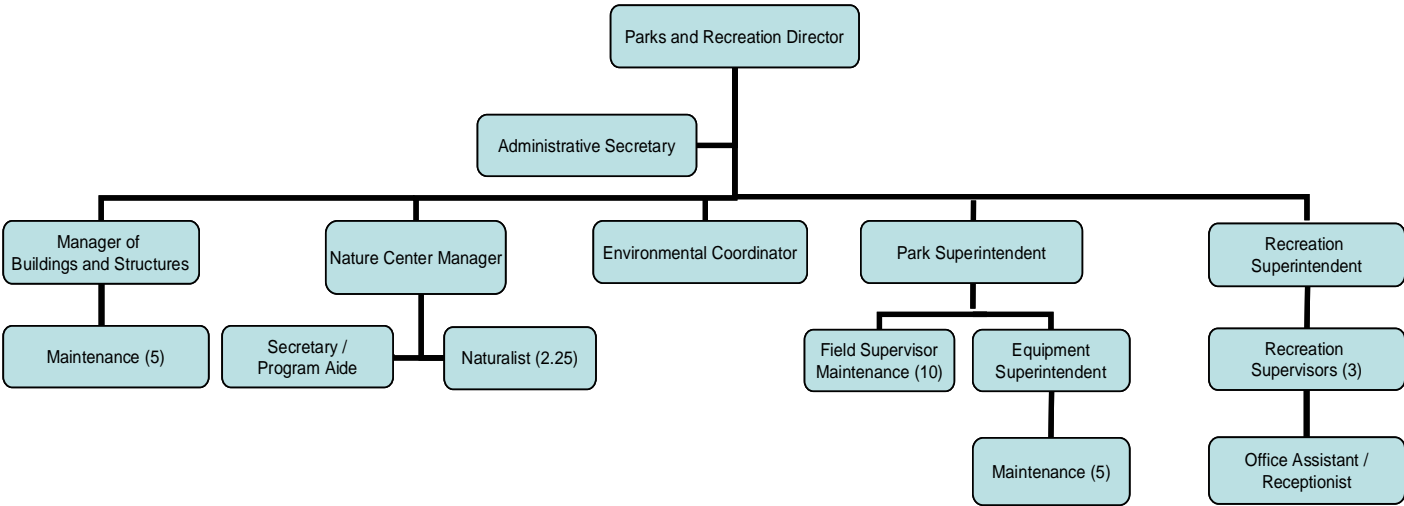 Parks and Recreation Director
Administrative Secretary
Manager of
Buildings and Structures
Nature Center Manager
Environmental Coordinator
Park Superintendent
Recreation
Superintendent
Maintenance (5)
Secretary /
Program Aide
Naturalist (2.25)
Field Supervisor
Maintenance (10)
Equipment
Superintendent
Recreation
Supervisors (3)
Maintenance (5)
Office Assistant /
Receptionist